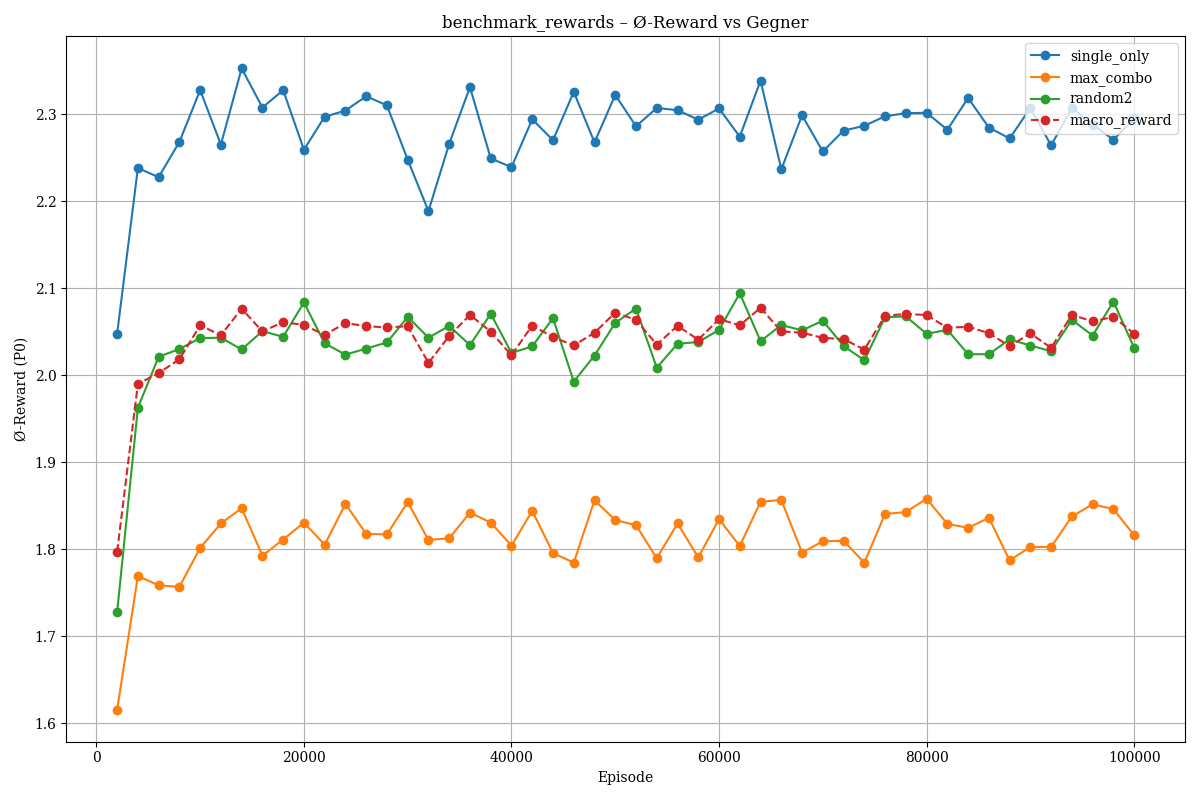 benchmark_rewards – Ø-Reward vs Gegner
single_only
max_combo
random2
macro_reward
Ø-Reward (P0)
2.3
2.2
2.1
2.0
1.9
1.8
1.7
1.6
0
20000
40000
60000
80000
100000
Episode